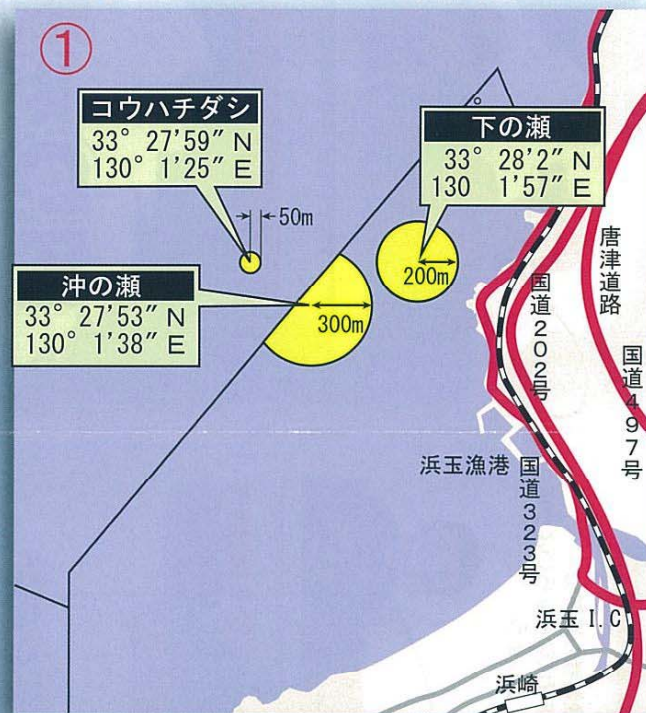 ①
コウハチダシ
33° 27′59″ N
130° 1′25″ E
下の瀬
33° 28′2″ N
130 1′57″ E
50m
200m
沖の瀬
33° 27′53″ N
130° 1′38″ E
300m
唐津道路
国道202号
国道497号
浜玉漁港
国道323号
浜玉 I.C
浜崎